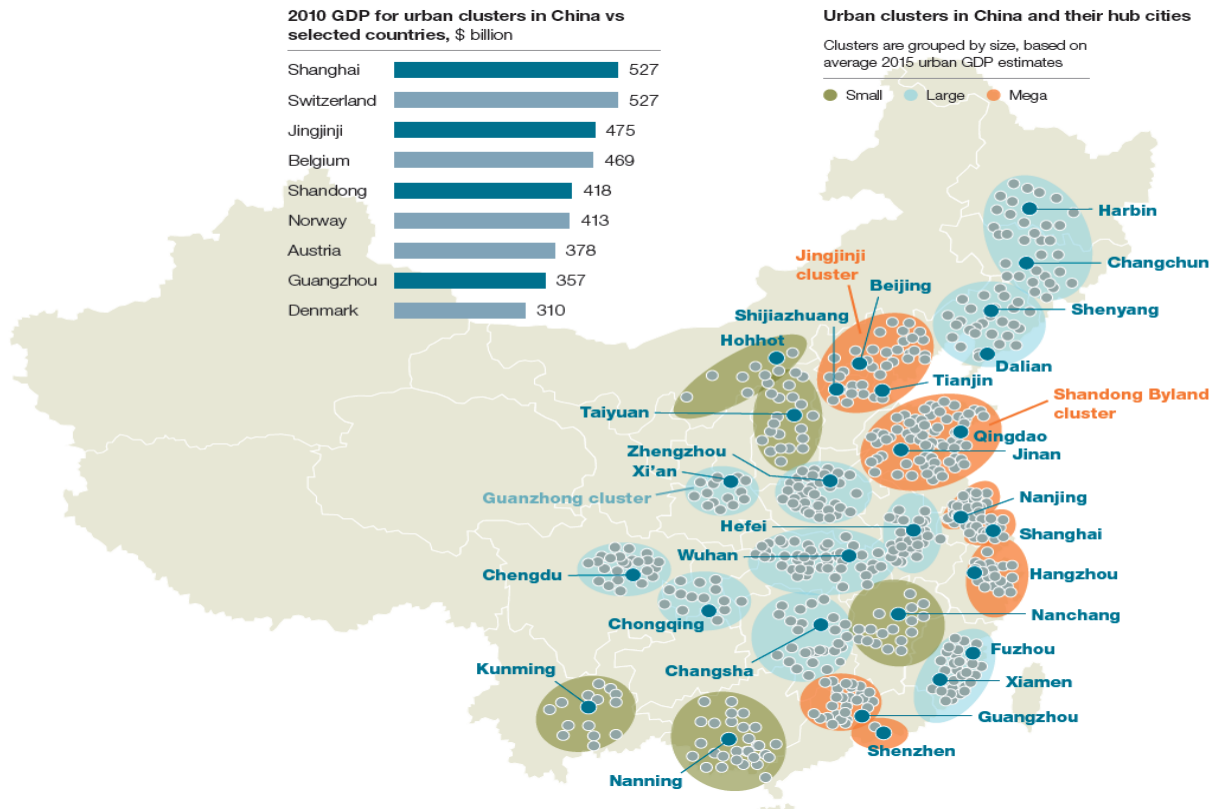 2010 GDP for urban clusters in China vs
selected countries, $ billion
Shanghai 527
Switzerland 527
Jingjinji 475
Belgium 469
Shandong 418
Norway 413
Austria 378
Guangzhou 357
Denmark 310
Urban clusters in China and their hub cities
Clusters are grouped by size, based on
average 2015 urban GDP estimates
Small Large Mega
Harbin
Jingjinji
cluster
Changchun
Beijing
Shijiazhuang
Shenyang
Hohhot
Dalian
Tianjin
Shandong Byland
cluster
Taiyuan
Qingdao
Zhengzhou
Jinan
Xi’an
Guanzhong cluster
Nanjing
Hefei
Shanghai
Wuhan
Chengdu
Hangzhou
Nanchang
Chongqing
Fuzhou
Changsha
Kunming
Xiamen
Guangzhou
Shenzhen
Nanning